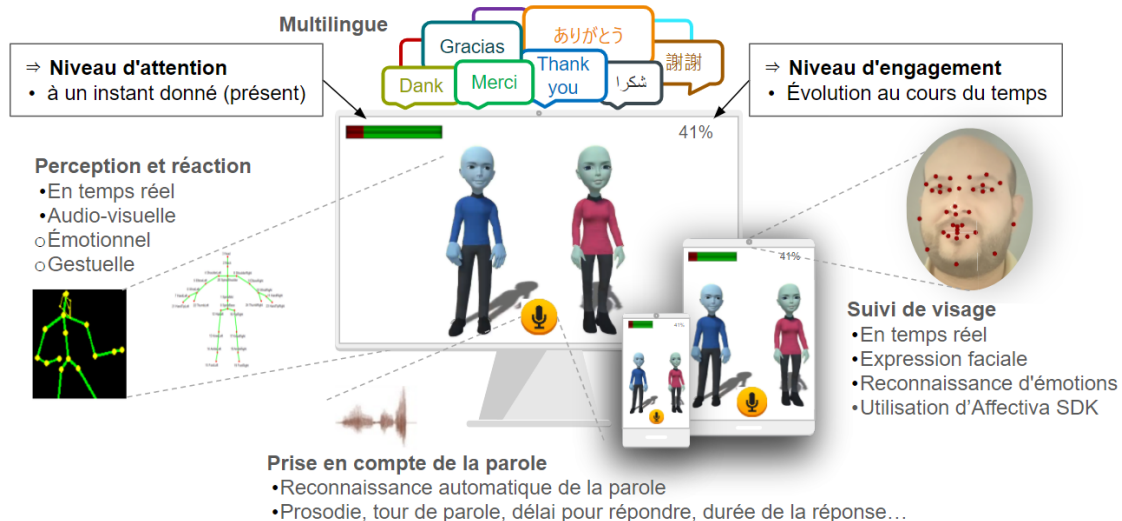 Multilingue
Gracias
ありがとう
謝謝
Dank
Merci
Thank
you
شكرا
⇒ Niveau d'attention
• à un instant donné (présent)
⇒ Niveau d'engagement
• Évolution au cours du temps
41%
Perception et réaction
•En temps réel
•Audio-visuelle
○Émotionnel
○Gestuelle
41%
41%
Suivi de visage
•En temps réel
•Expression faciale
•Reconnaissance d'émotions
•Utilisation d’Affectiva SDK
Prise en compte de la parole
•Reconnaissance automatique de la parole
•Prosodie, tour de parole, délai pour répondre, durée de la réponse…